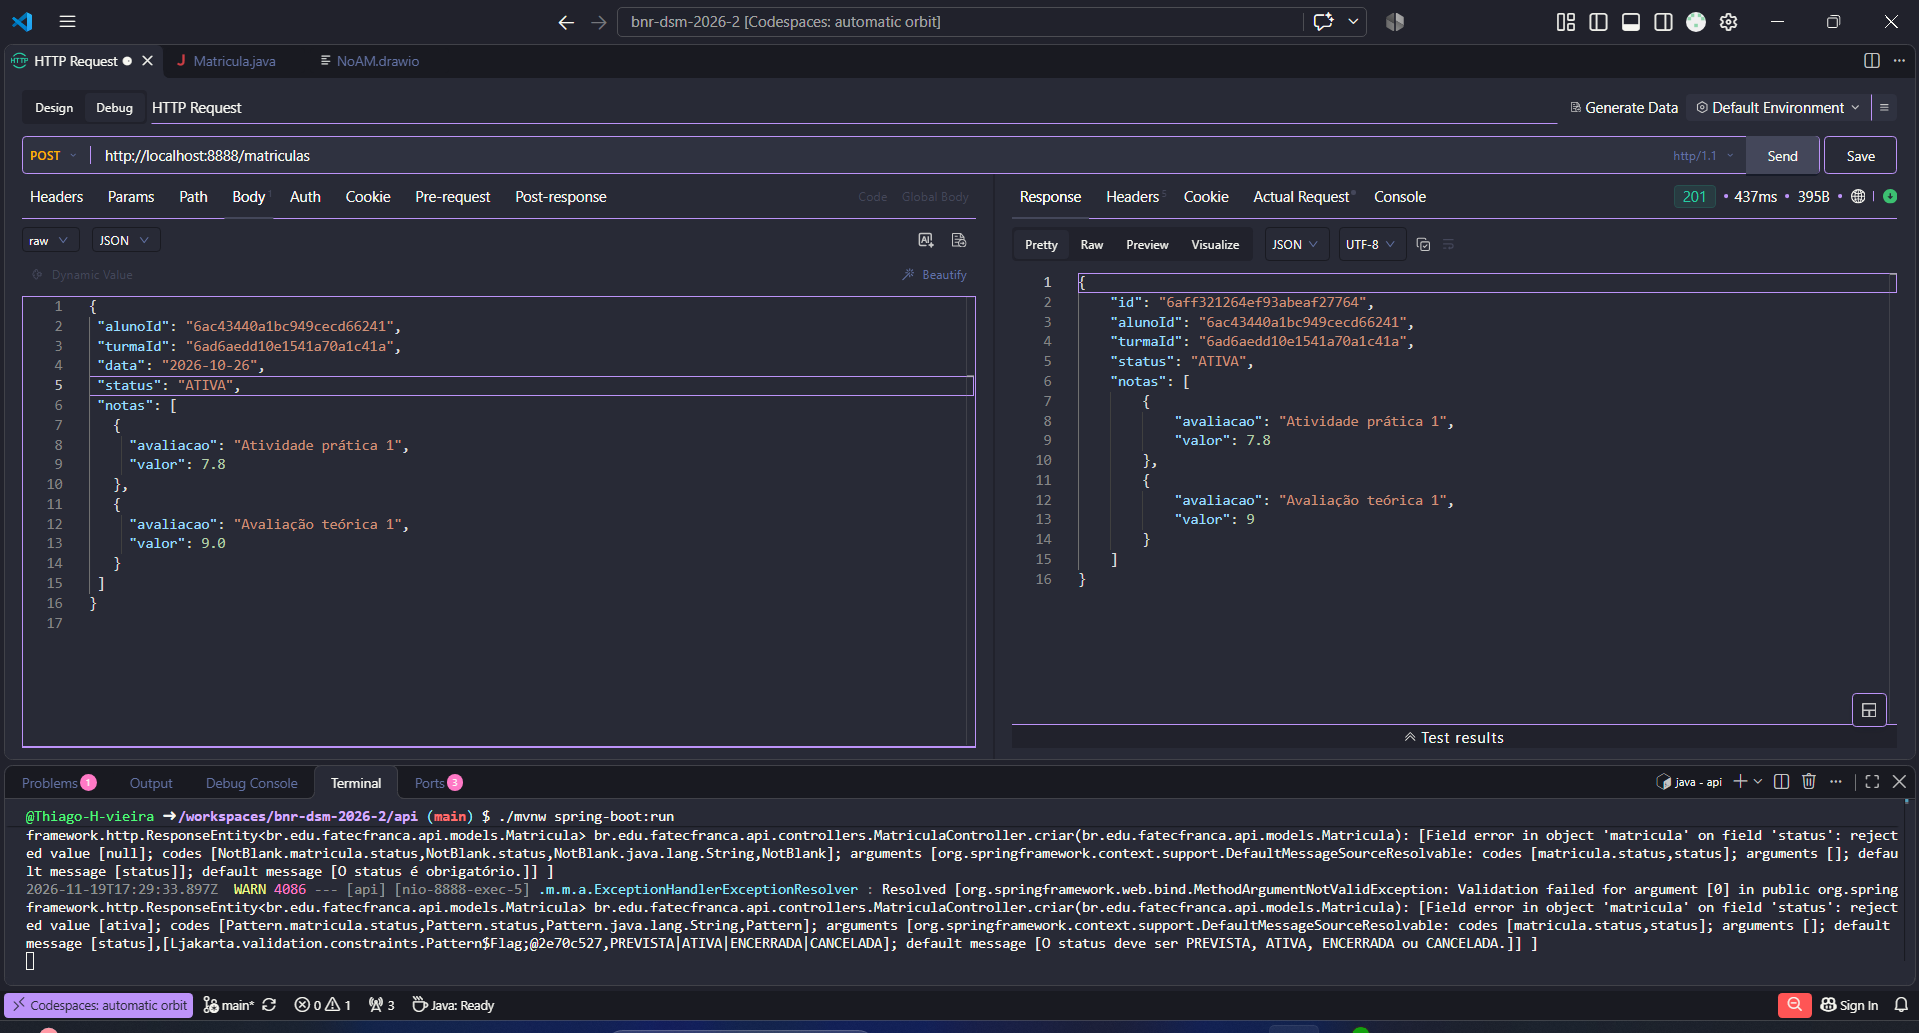 bnr-dsm-2026-2 [Codespaces: automatic orbit]
HTTP Request
Matricula.java
NoAM.drawio
Design Debug HTTP Request
Generate Data Default Environment
POST http://localhost:8888/matriculas http/1.1 Send Save
Headers Params Path Body 1 Auth Cookie Pre-request Post-response Code Global Body
raw JSON
Dynamic Value Beautify
1 {
2 "alunoId": "6ac43440a1bc949cecd66241",
3 "turmaId": "6ad6aedd10e1541a70a1c41a",
4 "data": "2026-10-26",
5 "status": "ATIVA",
6 "notas": [
7 {
8 "avaliacao": "Atividade prática 1",
9 "valor": 7.8
10 },
11 {
12 "avaliacao": "Avaliação teórica 1",
13 "valor": 9.0
14 }
15 ]
16 }
17
Response Headers 5 Cookie Actual Request Console 201 • 437ms • 395B •
Pretty Raw Preview Visualize JSON UTF-8
1 {
2 "id": "6aff321264ef93abeaf27764",
3 "alunoId": "6ac43440a1bc949cecd66241",
4 "turmaId": "6ad6aedd10e1541a70a1c41a",
5 "status": "ATIVA",
6 "notas": [
7 {
8 "avaliacao": "Atividade prática 1",
9 "valor": 7.8
10 },
11 {
12 "avaliacao": "Avaliação teórica 1",
13 "valor": 9
14 }
15 ]
16 }
Test results
Problems 1 Output Debug Console Terminal Ports 3
java - api
@Thiago-H-vieira ➜/workspaces/bnr-dsm-2026-2/api (main) $ ./mvnw spring-boot:run
framework.http.ResponseEntity<br.edu.fatecfranca.api.models.Matricula> br.edu.fatecfranca.api.controllers.MatriculaController.criar(br.edu.fatecfranca.api.models.Matricula): [Field error in object 'matricula' on field 'status': reject
ed value [null]; codes [NotBlank.matricula.status,NotBlank.status,NotBlank.java.lang.String,NotBlank]; arguments [org.springframework.context.support.DefaultMessageSourceResolvable: codes [matricula.status,status]; arguments []; defau
lt message [status]]; default message [O status é obrigatório.]] ]
2026-11-19T17:29:33.897Z WARN 4086 --- [api] [nio-8888-exec-5] .m.m.a.ExceptionHandlerExceptionResolver : Resolved [org.springframework.web.bind.MethodArgumentNotValidException: Validation failed for argument [0] in public org.spring
framework.http.ResponseEntity<br.edu.fatecfranca.api.models.Matricula> br.edu.fatecfranca.api.controllers.MatriculaController.criar(br.edu.fatecfranca.api.models.Matricula): [Field error in object 'matricula' on field 'status': reject
ed value [ativa]; codes [Pattern.matricula.status,Pattern.status,Pattern.java.lang.String,Pattern]; arguments [org.springframework.context.support.DefaultMessageSourceResolvable: codes [matricula.status,status]; arguments []; default
message [status],[Ljakarta.validation.constraints.Pattern$Flag;@2e70c527,PREVISTA|ATIVA|ENCERRADA|CANCELADA]; default message [O status deve ser PREVISTA, ATIVA, ENCERRADA ou CANCELADA.]] ]
Codespaces: automatic orbit main* 0 1 3 Java: Ready Sign In